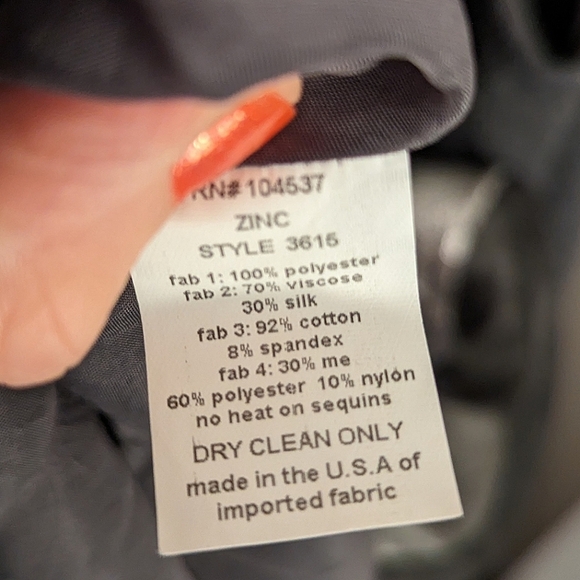 RN# 104537
ZINC
STYLE 3615
fab 1: 100% polyester
fab 2: 70% viscose
30% silk
fab 3: 92% cotton
8% spandex
fab 4: 30% me
60% polyester 10% nylon
no heat on sequins
DRY CLEAN ONLY
made in the U.S.A of
imported fabric